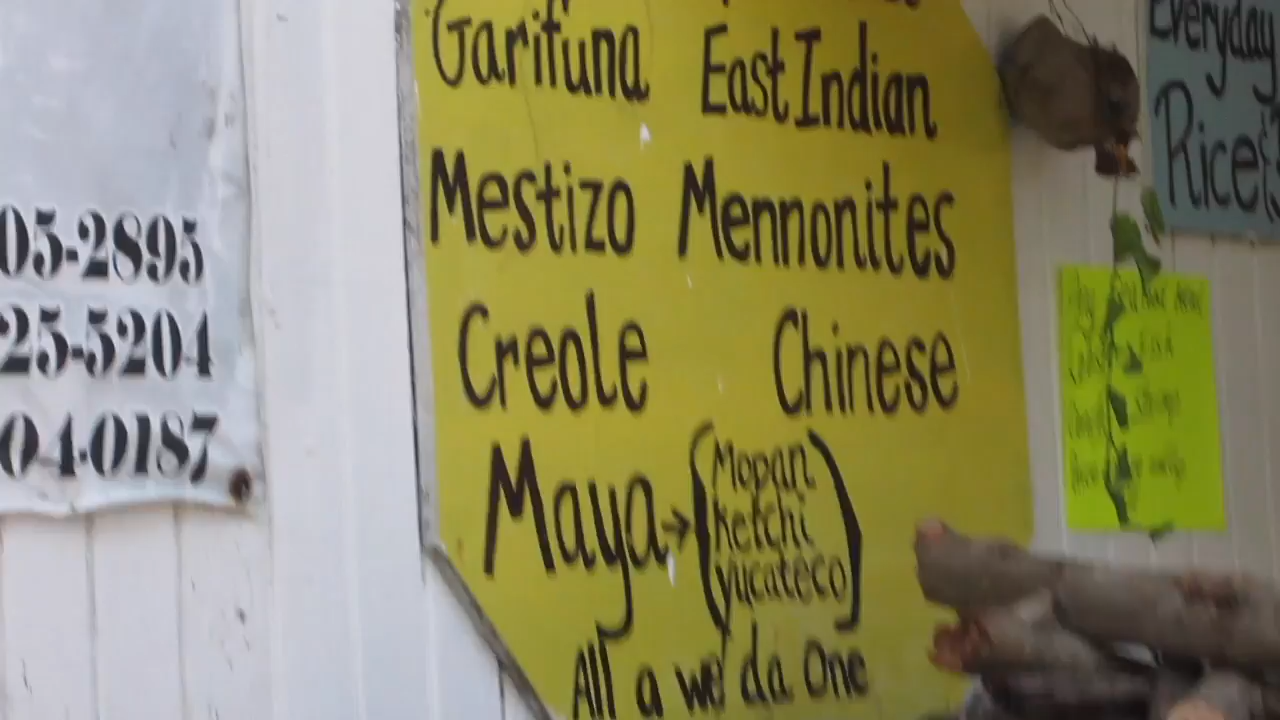 05-2895
25-5204
04-0187
Garifuna East Indian
Mestizo Mennonites
Creole Chinese
Maya → (Mopan
Ketchi
yucateco)
All a we da One
Everyday
Rice &